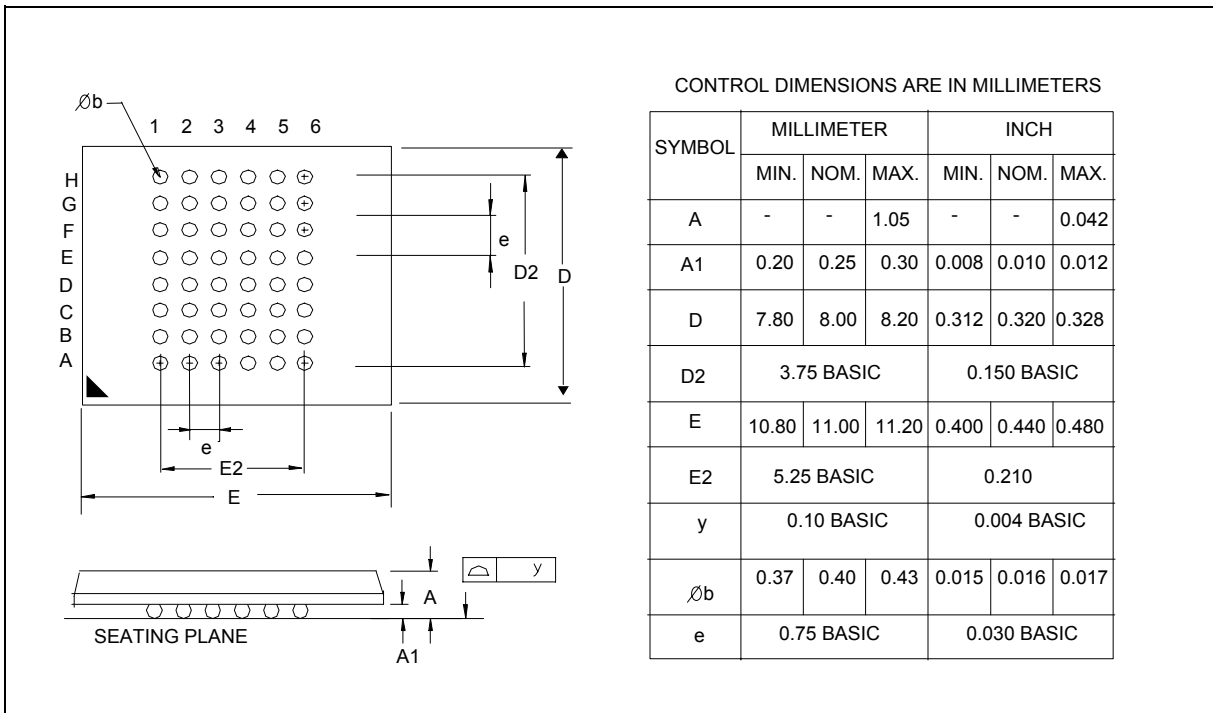 CONTROL DIMENSIONS ARE IN MILLIMETERS
Øb
1 2 3 4 5 6
H
G
F
E
D
C
B
A
e
D2
D
e
E2
E
A
y
SEATING PLANE
A1
SYMBOL MILLIMETER INCH
MIN. NOM. MAX. MIN. NOM. MAX.
A - - 1.05 - - 0.042
A1 0.20 0.25 0.30 0.008 0.010 0.012
D 7.80 8.00 8.20 0.312 0.320 0.328
D2 3.75 BASIC 0.150 BASIC
E 10.80 11.00 11.20 0.400 0.440 0.480
E2 5.25 BASIC 0.210
y 0.10 BASIC 0.004 BASIC
Øb 0.37 0.40 0.43 0.015 0.016 0.017
e 0.75 BASIC 0.030 BASIC